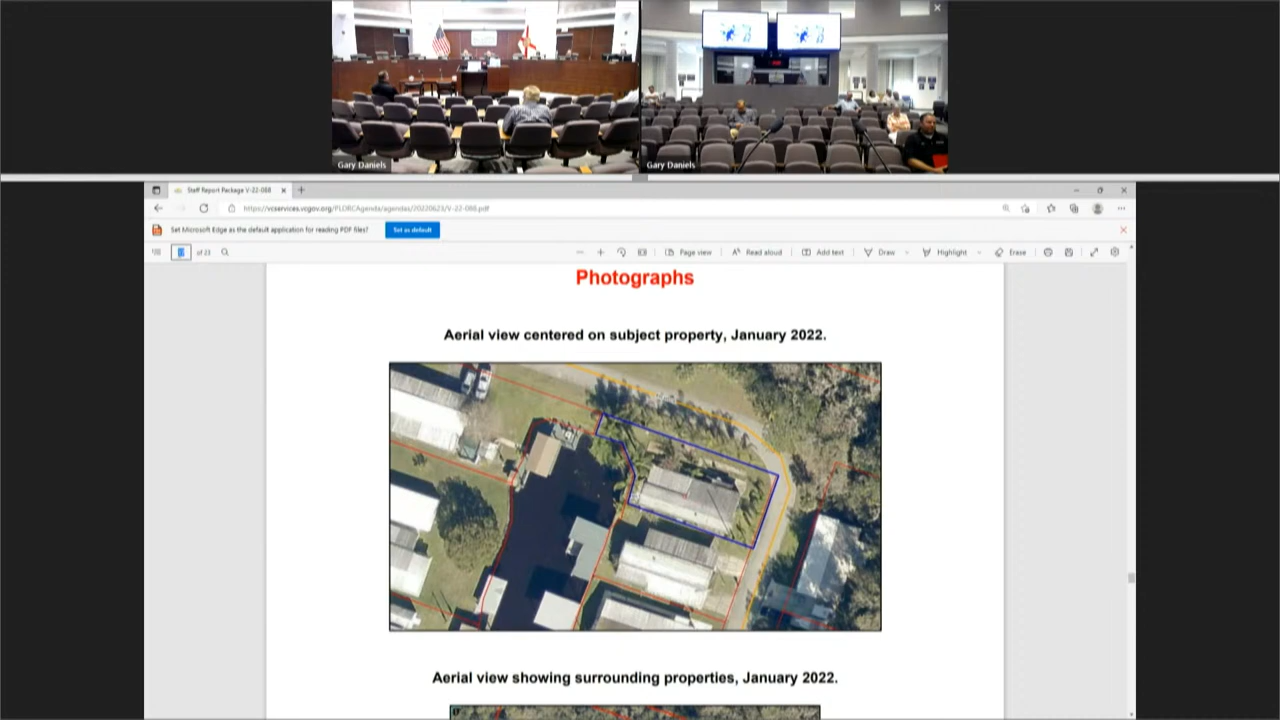 Gary Daniels
Gary Daniels
Staff Report Package V-22-088
https://vcservices.vcgov.org/PLDRCAgenda/agendas/20220623/V-22-088.pdf
Set Microsoft Edge as the default application for reading PDF files?
Set as default
of 23
Page view
Read aloud
Add text
Draw
Highlight
Erase
Photographs
Aerial view centered on subject property, January 2022.
Aerial view showing surrounding properties, January 2022.